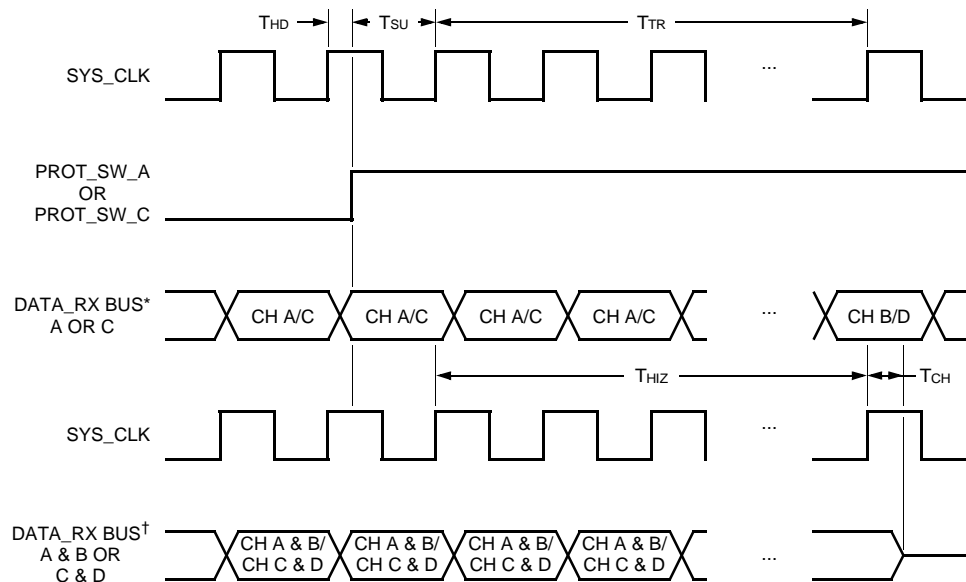 THD TSU TTR
SYS_CLK
...
PROT_SW_A
OR
PROT_SW_C
DATA_RX BUS*
A OR C
CH A/C CH A/C CH A/C CH A/C ... CH B/D
THIZ TCH
SYS_CLK
...
DATA_RX BUS†
A & B OR
C & D
CH A & B/ CH A & B/ CH A & B/ CH A & B/
CH C & D CH C & D CH C & D CH C & D
...